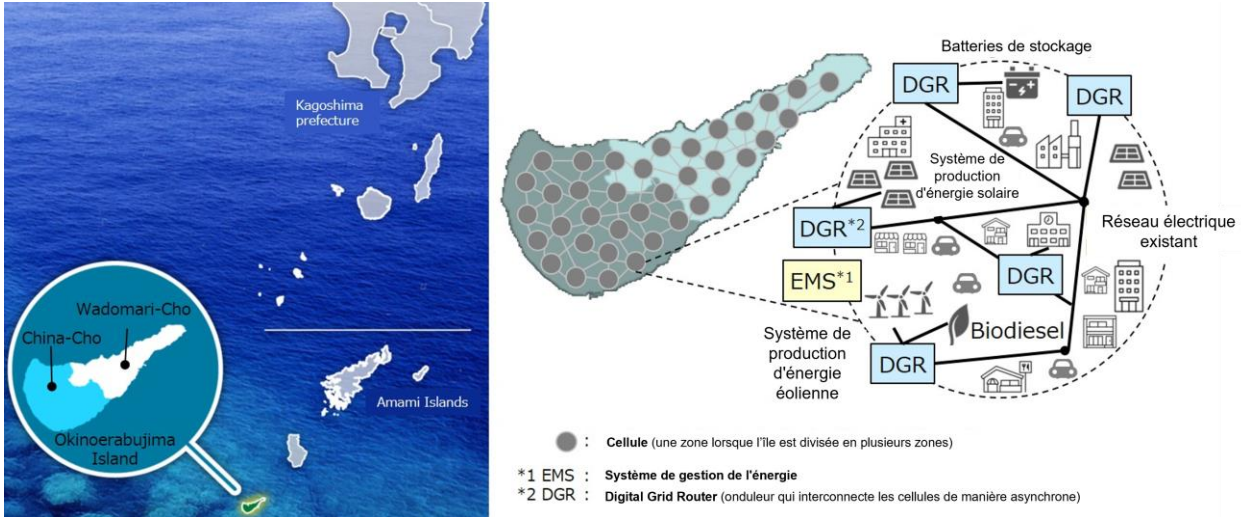 Kagoshima
prefecture
Wadomari-Cho
China-Cho
Okinoerabujima
Island
Amami Islands
Batteries de stockage
DGR
DGR
Système de
production
d'énergie solaire
Réseau électrique
existant
DGR*2
DGR
EMS*1
Biodiesel
Système de
production
d'énergie
éolienne
DGR
: Cellule (une zone lorsque l'île est divisée en plusieurs zones)
*1 EMS : Système de gestion de l'énergie
*2 DGR : Digital Grid Router (onduleur qui interconnecte les cellules de manière asynchrone)